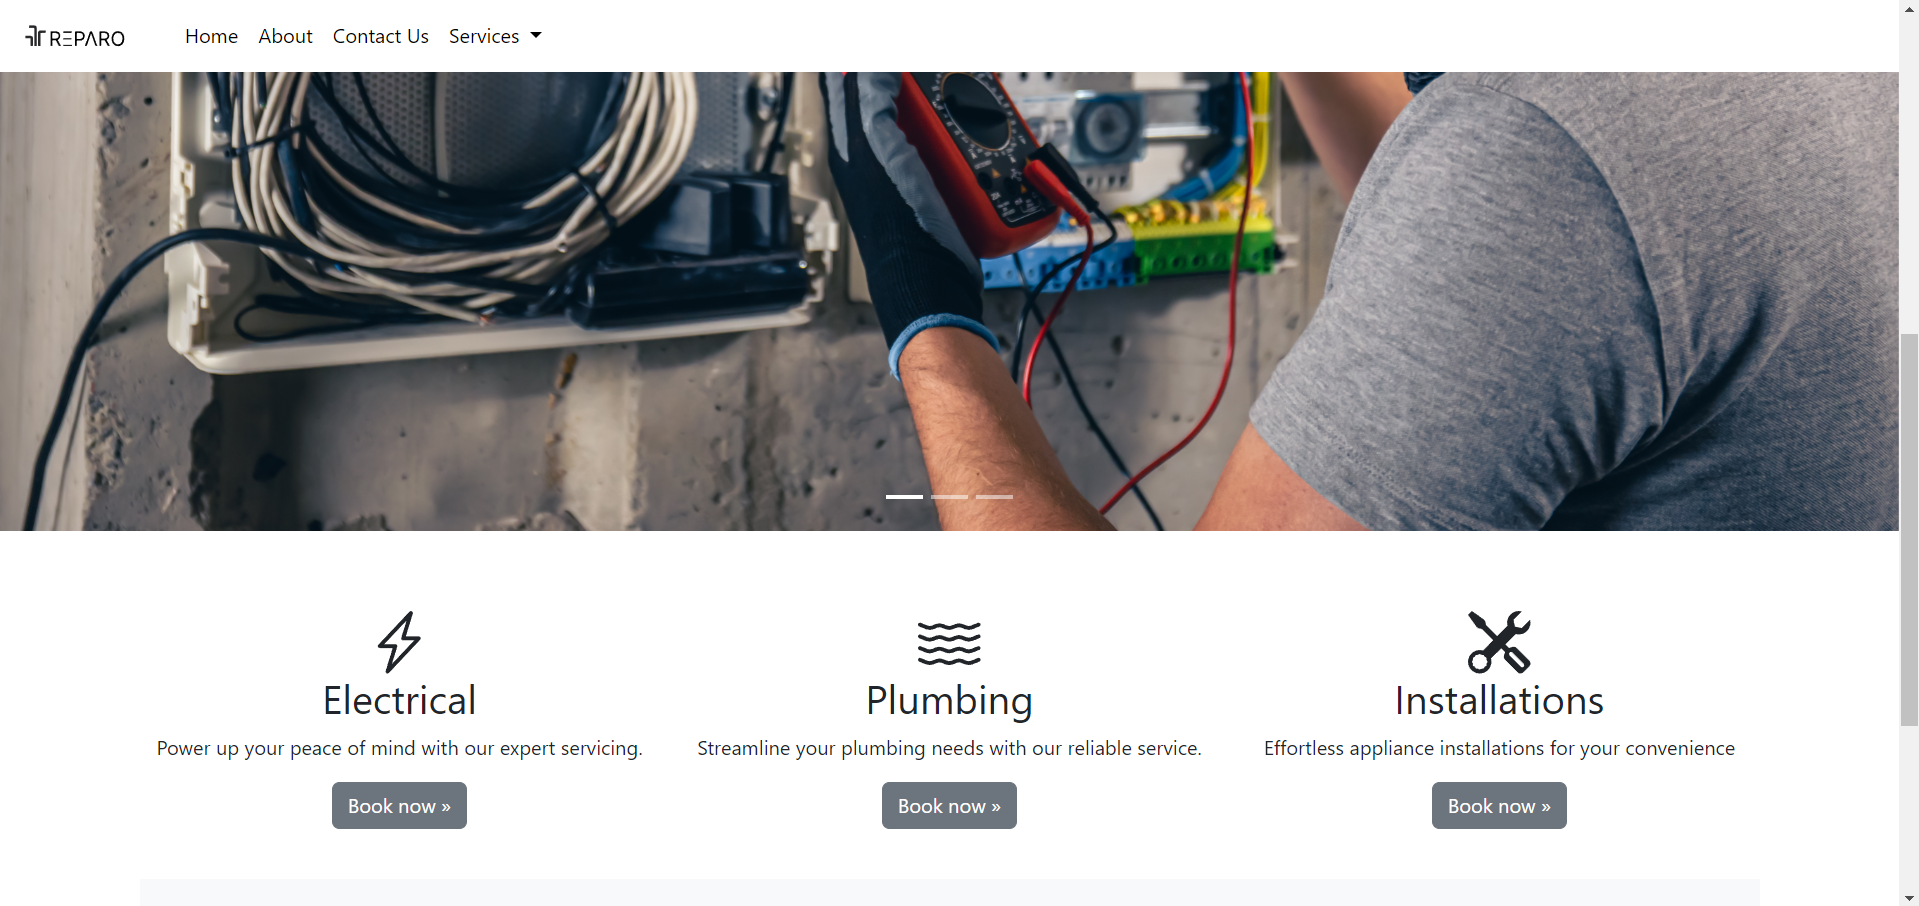 REPARO
Home About Contact Us Services
Electrical
Power up your peace of mind with our expert servicing.
Book now »
Plumbing
Streamline your plumbing needs with our reliable service.
Book now »
Installations
Effortless appliance installations for your convenience
Book now »